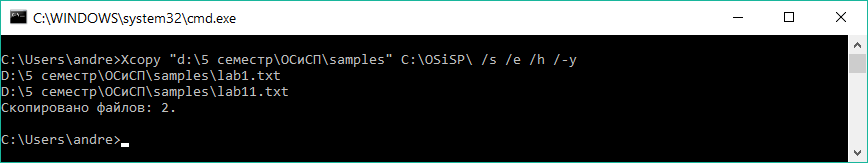 C:\WINDOWS\system32\cmd.exe
C:\Users\andre>Xcopy "d:\5 семестр\ОСиСП\samples" C:\OSiSP\ /s /e /h /-y
D:\5 семестр\ОСиСП\samples\lab1.txt
D:\5 семестр\ОСиСП\samples\lab11.txt
Скопировано файлов: 2.
C:\Users\andre>